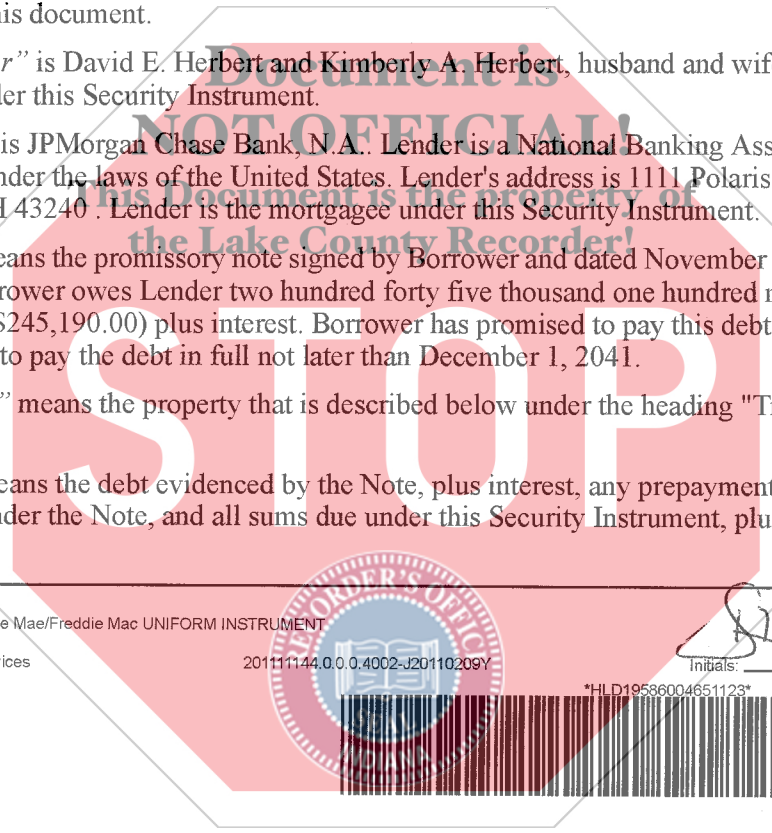 his document.
r” is David E. Herbert and Kimberly A. Herbert, husband and wif
der this Security Instrument.
is JPMorgan Chase Bank, N.A.. Lender is a National Banking Ass
nder the laws of the United States. Lender's address is 1111 Polaris
H 43240 . Lender is the mortgagee under this Security Instrument.
eans the promissory note signed by Borrower and dated November
rower owes Lender two hundred forty five thousand one hundred n
$245,190.00) plus interest. Borrower has promised to pay this debt
to pay the debt in full not later than December 1, 2041.
” means the property that is described below under the heading "T
eans the debt evidenced by the Note, plus interest, any prepayment
nder the Note, and all sums due under this Security Instrument, plu
Document is
NOT OFFICIAL!
This Document is the property of
the Lake County Recorder!
STOP
e Mae/Freddie Mac UNIFORM INSTRUMENT
ices
201111144.0.0.0.4002-J20110209Y
Initials:
*HLD19586004651123*
RECORDER'S OFFICE
SEAL
INDIANA